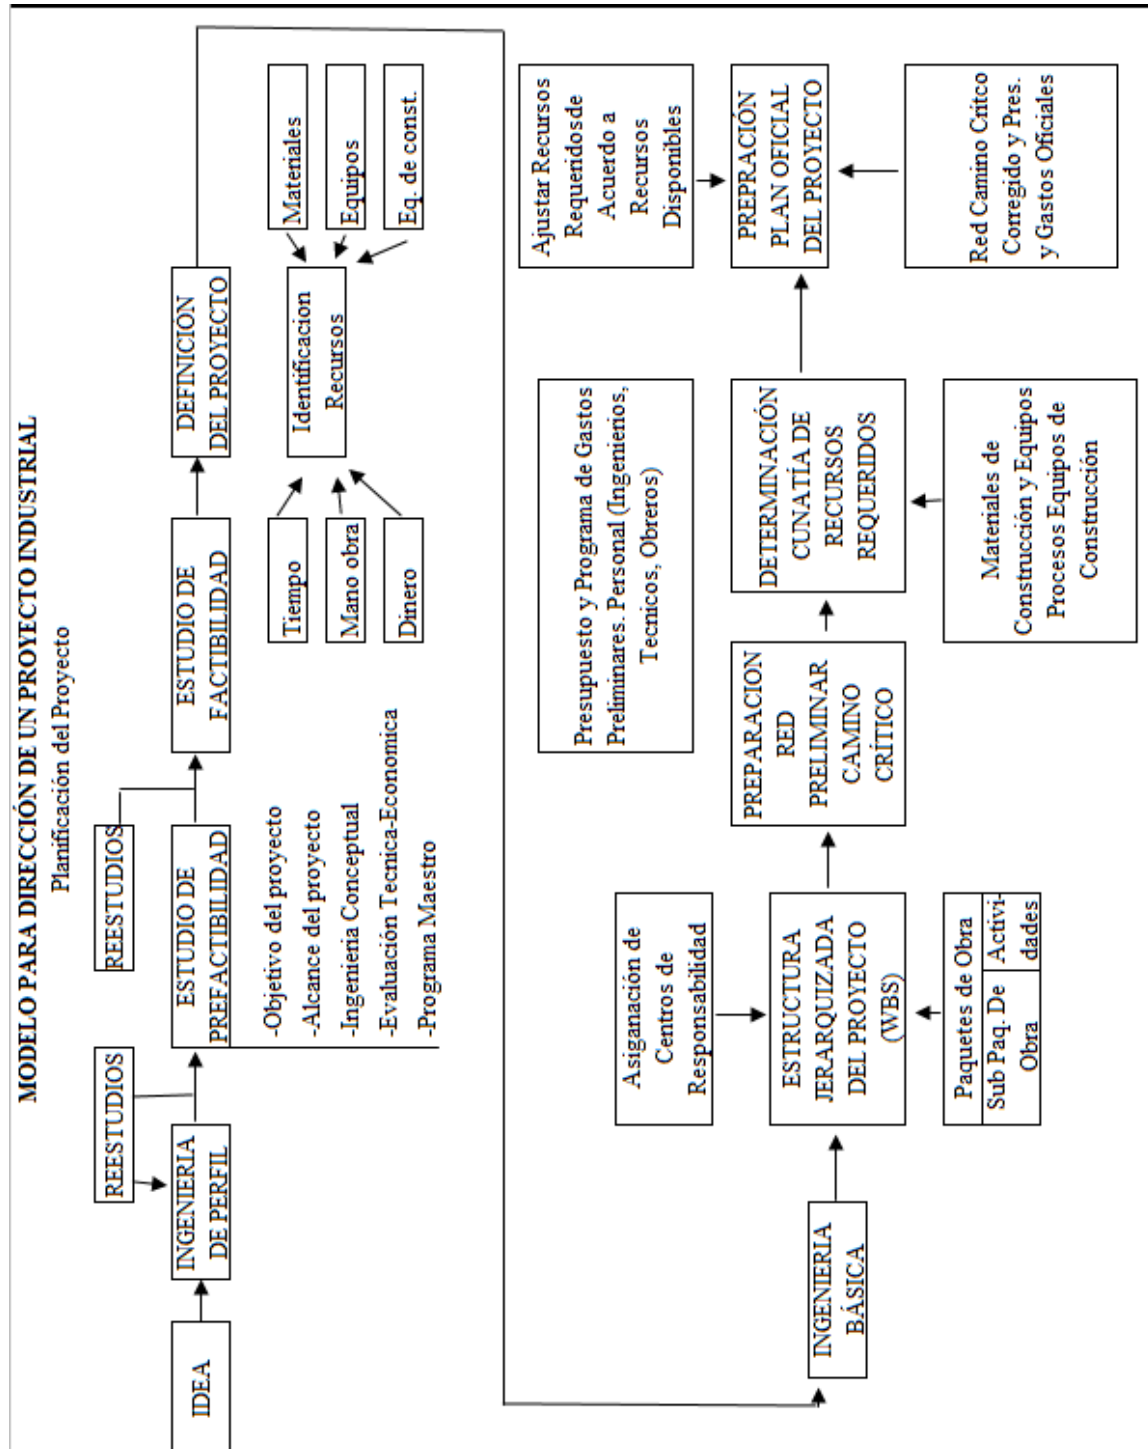 MODELO PARA DIRECCIÓN DE UN PROYECTO INDUSTRIAL
Planificación del Proyecto
REESTUDIOS
REESTUDIOS
IDEA
INGENIERIA
DE PERFIL
ESTUDIO DE
PREFACTIBILIDAD
ESTUDIO DE
FACTIBILIDAD
DEFINICION
DEL PROYECTO
-Objetivo del proyecto
-Alcance del proyecto
-Ingenieria Conceptual
-Evaluación Tecnica-Economica
-Programa Maestro
Tiempo
Mano obra
Dinero
Identificacion
Recursos
Materiales
Equipos
Eq. de const.
Asiganación de
Centros de
Responsabilidad
Presupuesto y Programa de Gastos
Preliminares. Personal (Ingenierios,
Tecnicos, Obreros)
Ajustar Recursos
Requeridosde
Acuerdo a
Recursos
Disponibles
INGENIERIA
BÁSICA
ESTRUCTURA
JERARQUIZADA
DEL PROYECTO
(WBS)
PREPARACION
RED
PRELIMINAR
CAMINO
CRÍTICO
DETERMINACIÓN
CUNATÍA DE
RECURSOS
REQUERIDOS
PREPRACIÓN
PLAN OFICIAL
DEL PROYECTO
Paquetes de Obra
Sub Paq. De
Obra
Activi-
dades
Materiales de
Construcción y Equipos
Procesos Equipos de
Construcción
Red Camino Critco
Corregido y Pres.
y Gastos Oficiales